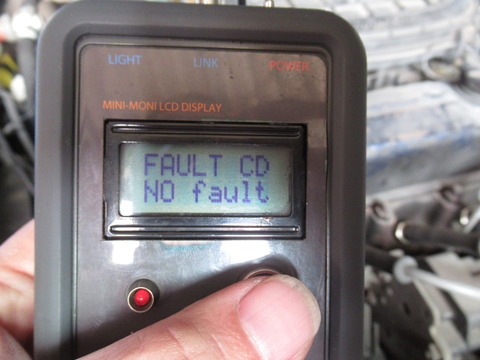 LIGHT LINK POWER
MINI-MONI LCD DISPLAY
FAULT CD
NO fault